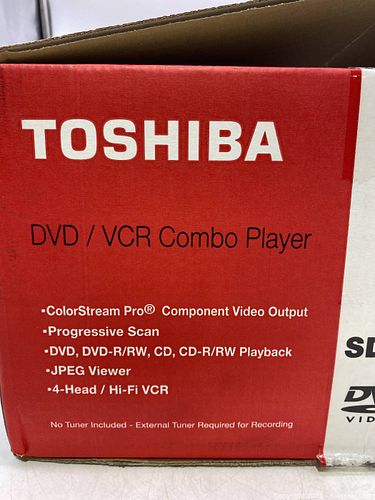 TOSHIBA
DVD / VCR Combo Player
▪ColorStream Pro® Component Video Output
▪Progressive Scan
▪DVD, DVD-R/RW, CD, CD-R/RW Playback
▪JPEG Viewer
▪4-Head / Hi-Fi VCR
No Tuner Included - External Tuner Required for Recording
SD